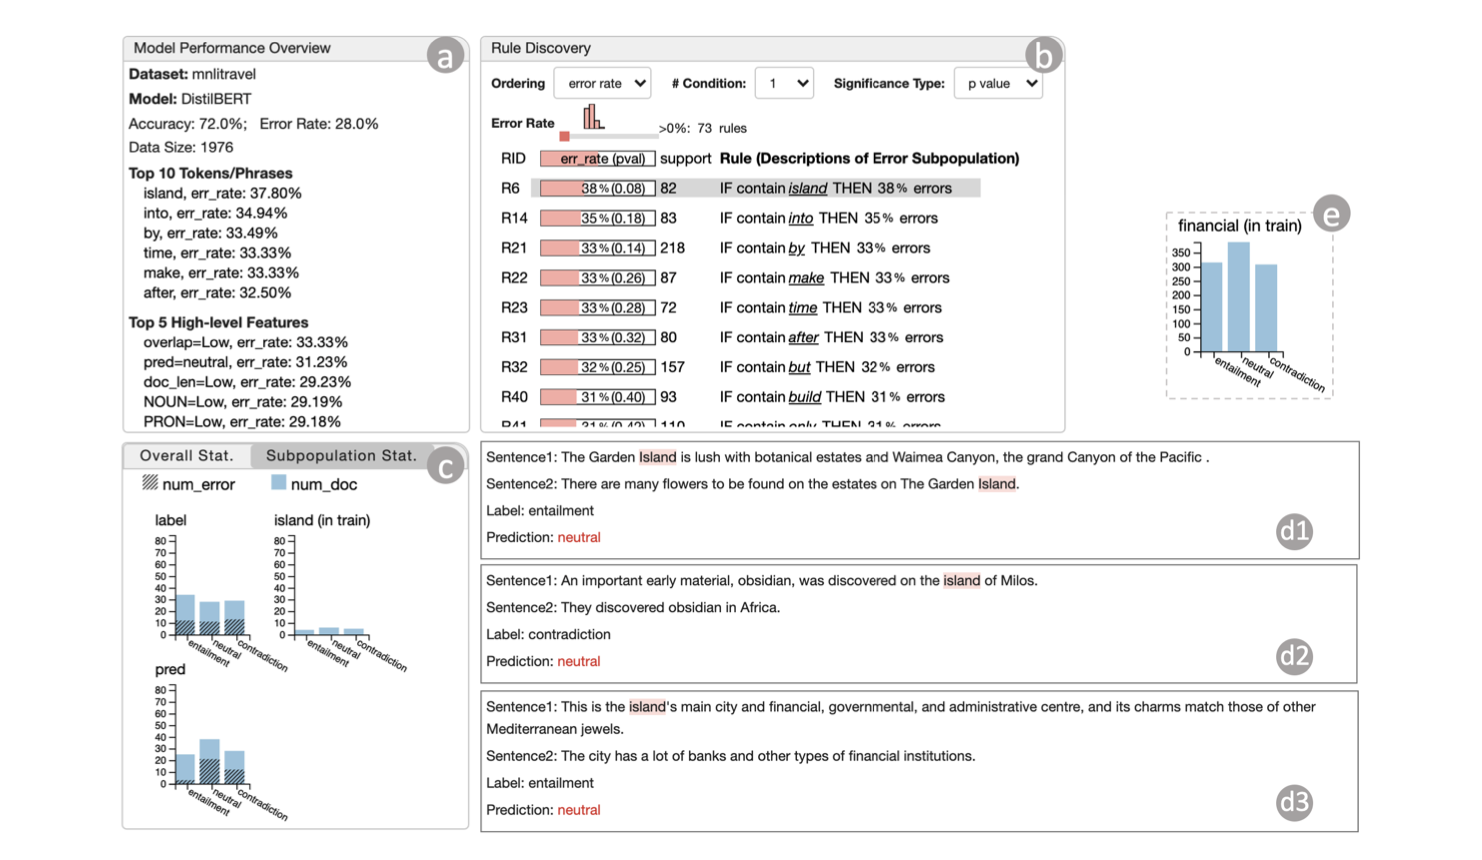 Model Performance Overview
a
Dataset: mnlitravel
Model: DistilBERT
Accuracy: 72.0%; Error Rate: 28.0%
Data Size: 1976
Top 10 Tokens/Phrases
island, err_rate: 37.80%
into, err_rate: 34.94%
by, err_rate: 33.49%
time, err_rate: 33.33%
make, err_rate: 33.33%
after, err_rate: 32.50%
Top 5 High-level Features
overlap=Low, err_rate: 33.33%
pred=neutral, err_rate: 31.23%
doc_len=Low, err_rate: 29.23%
NOUN=Low, err_rate: 29.19%
PRON=Low, err_rate: 29.18%
Rule Discovery
b
Ordering error rate # Condition: 1 Significance Type: p value
Error Rate >0%: 73 rules
RID err_rate (pval) support Rule (Descriptions of Error Subpopulation)
R6 38%(0.08) 82 IF contain island THEN 38% errors
R14 35%(0.18) 83 IF contain into THEN 35% errors
R21 33%(0.14) 218 IF contain by THEN 33% errors
R22 33%(0.26) 87 IF contain make THEN 33% errors
R23 33%(0.28) 72 IF contain time THEN 33% errors
R31 33%(0.32) 80 IF contain after THEN 33% errors
R32 32%(0.25) 157 IF contain but THEN 32% errors
R40 31%(0.40) 93 IF contain build THEN 31% errors
R41 31%(0.42) 110 IF contain only THEN 31% errors
e
financial (in train)
350
300
250
200
150
100
50
0
entailment
neutral
contradiction
Overall Stat. Subpopulation Stat.
c
num_error num_doc
label
80
70
60
50
40
30
20
10
0
entailment
neutral
contradiction
island (in train)
80
70
60
50
40
30
20
10
0
entailment
neutral
contradiction
pred
80
70
60
50
40
30
20
10
0
entailment
neutral
contradiction
Sentence1: The Garden Island is lush with botanical estates and Waimea Canyon, the grand Canyon of the Pacific .
Sentence2: There are many flowers to be found on the estates on The Garden Island.
Label: entailment
Prediction: neutral
d1
Sentence1: An important early material, obsidian, was discovered on the island of Milos.
Sentence2: They discovered obsidian in Africa.
Label: contradiction
Prediction: neutral
d2
Sentence1: This is the island's main city and financial, governmental, and administrative centre, and its charms match those of other
Mediterranean jewels.
Sentence2: The city has a lot of banks and other types of financial institutions.
Label: entailment
Prediction: neutral
d3